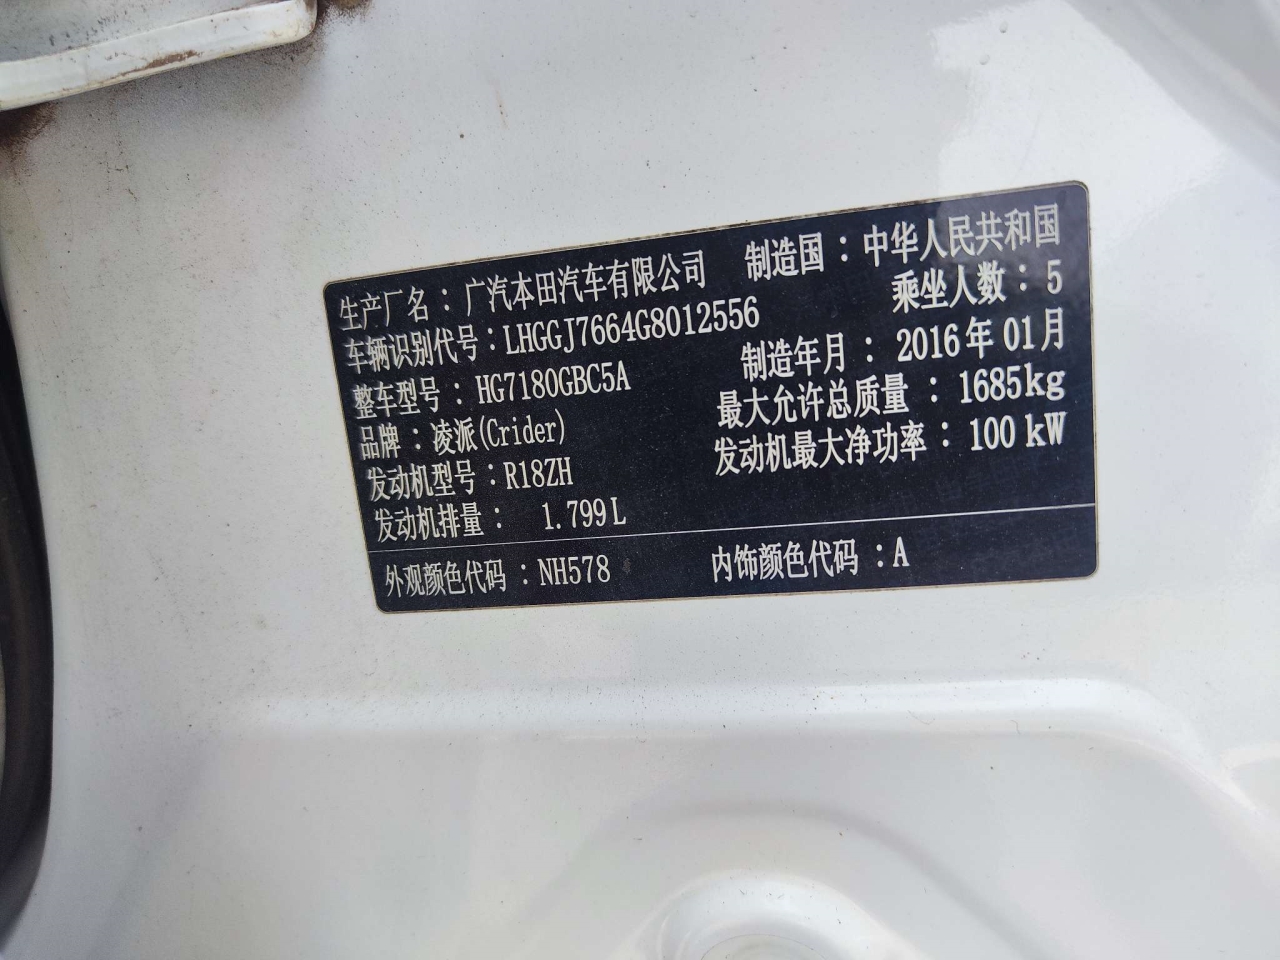 生产厂名：广汽本田汽车有限公司 制造国：中华人民共和国
车辆识别代号：LHGGJ7664G8012556 乘坐人数：5
整车型号：HG7180GBC5A 制造年月：2016年01月
品牌：凌派(Crider) 最大允许总质量：1685kg
发动机型号：R18ZH 发动机最大净功率：100 kW
发动机排量：1.799L
外观颜色代码：NH578 内饰颜色代码：A